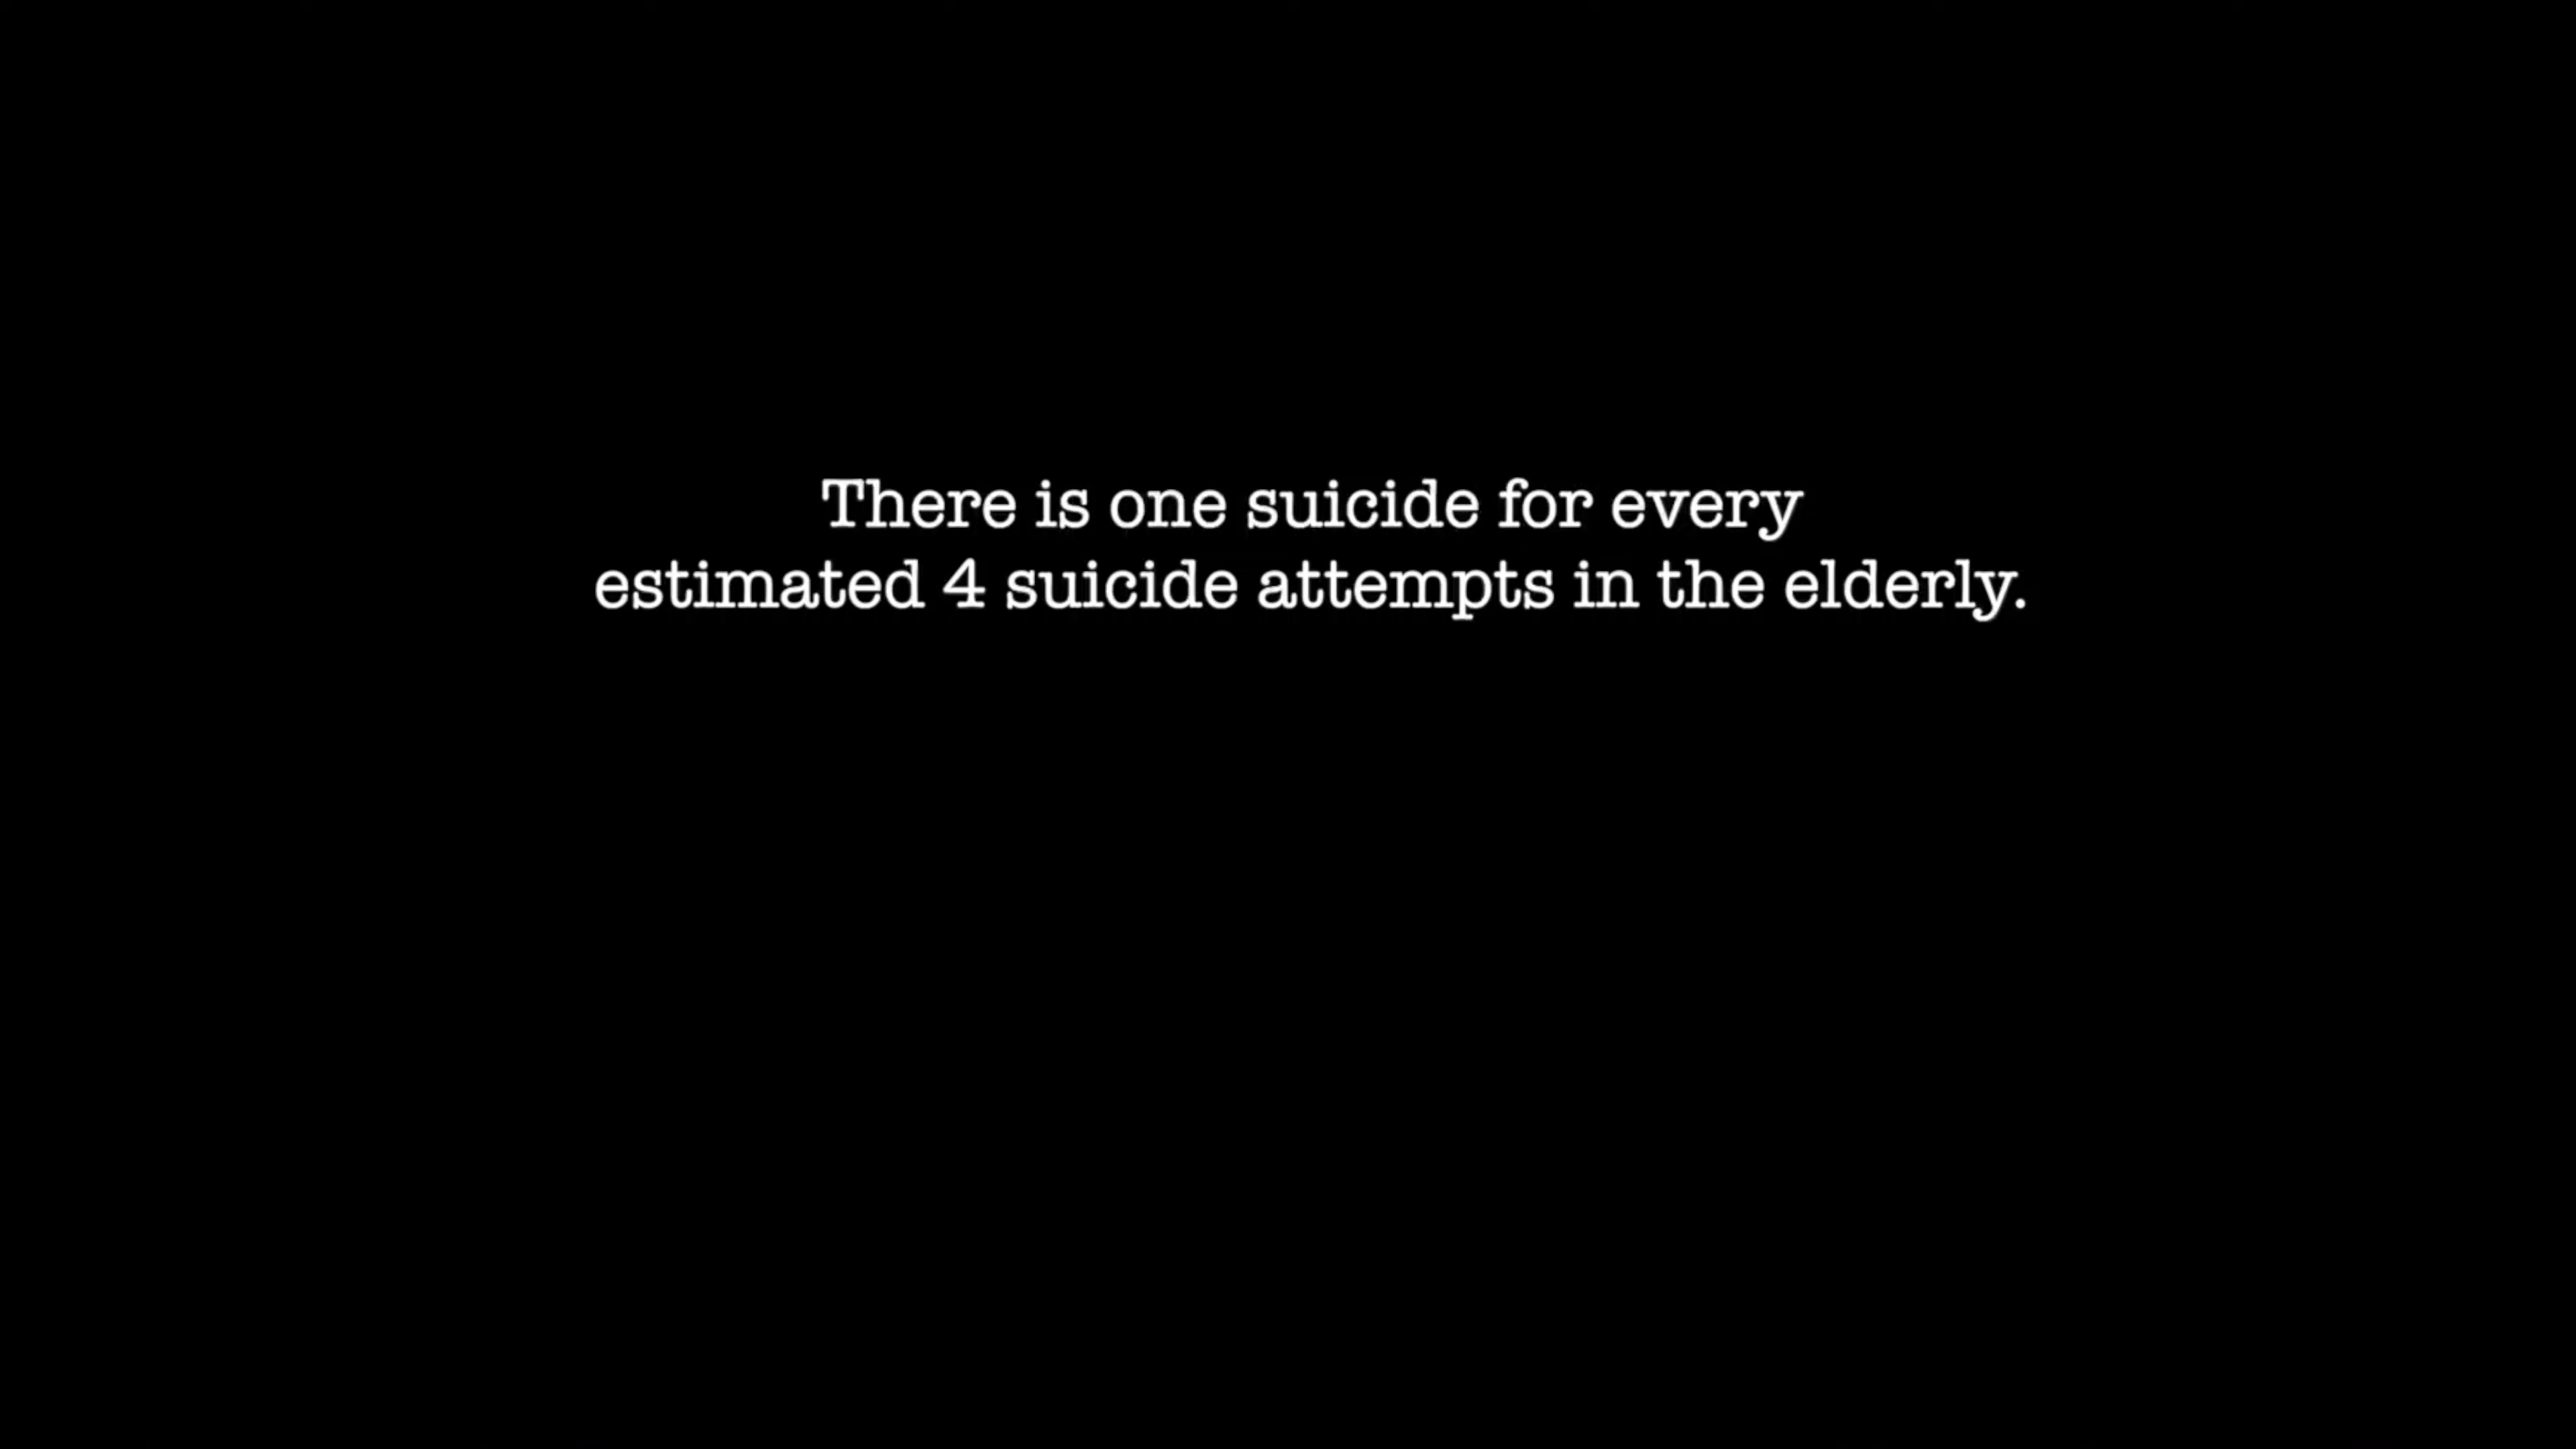 There is one suicide for every
estimated 4 suicide attempts in the elderly.